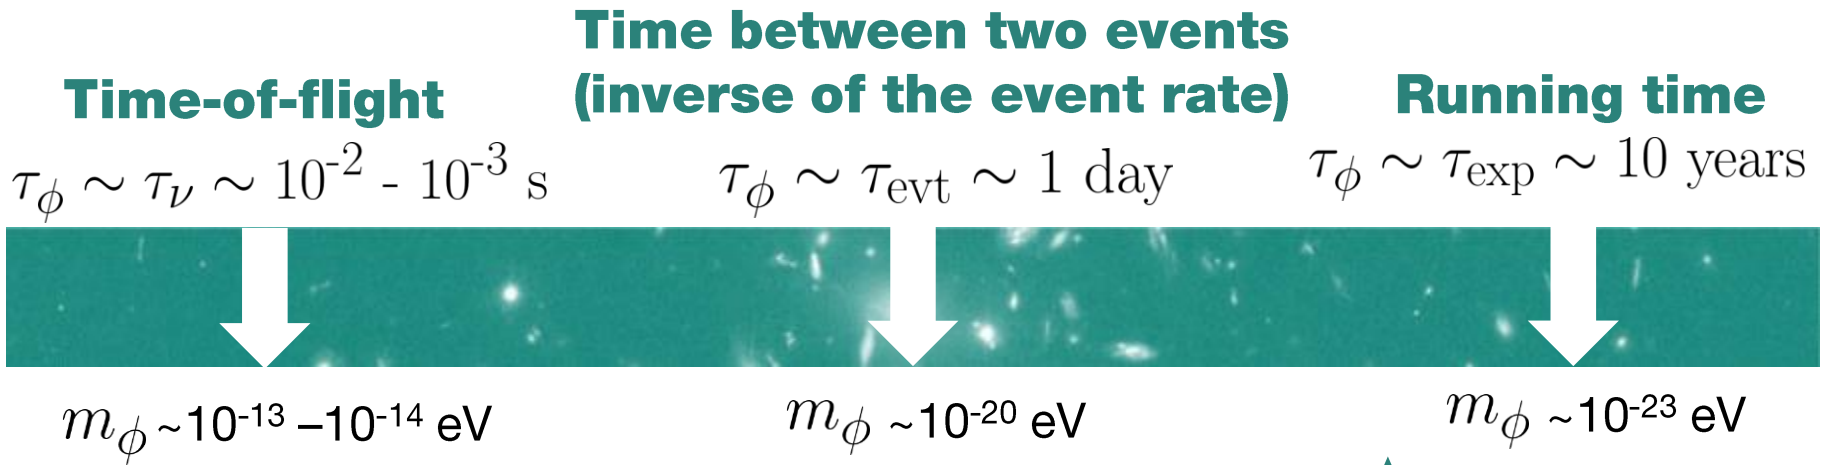 Time-of-flight
τ_ϕ ~ τ_ν ~ 10^-2 - 10^-3 s
Time between two events
(inverse of the event rate)
τ_ϕ ~ τ_evt ~ 1 day
Running time
τ_ϕ ~ τ_exp ~ 10 years
m_ϕ ~10^-13 –10^-14 eV
m_ϕ ~10^-20 eV
m_ϕ ~10^-23 eV